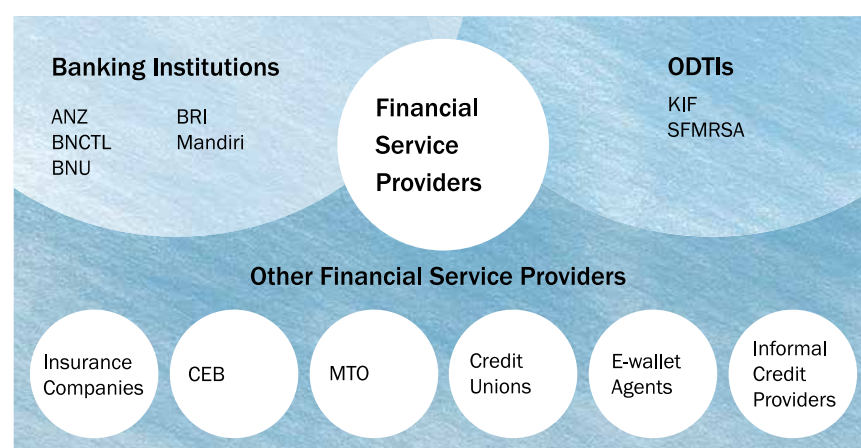 Banking Institutions
ANZ
BNCTL
BNU
BRI
Mandiri
Financial
Service
Providers
ODTIs
KIF
SFMRSA
Other Financial Service Providers
Insurance
Companies
CEB
MTO
Credit
Unions
E-wallet
Agents
Informal
Credit
Providers